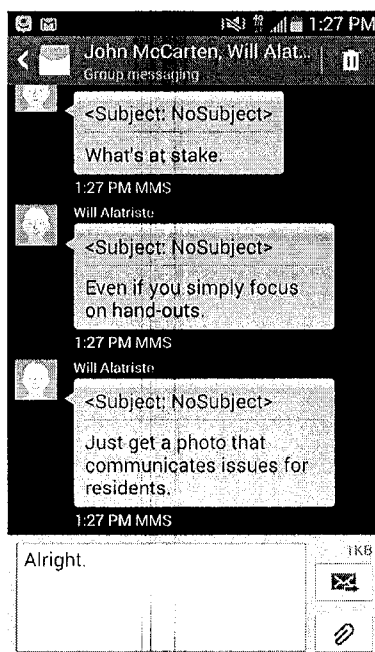 1:27 PM
John McCarten, Will Alat...
Group messaging
<Subject: NoSubject>
What's at stake.
1:27 PM MMS
Will Alatriste
<Subject: NoSubject>
Even if you simply focus
on hand-outs.
1:27 PM MMS
Will Alatriste
<Subject: NoSubject>
Just get a photo that
communicates issues for
residents.
1:27 PM MMS
Alright.
1KB